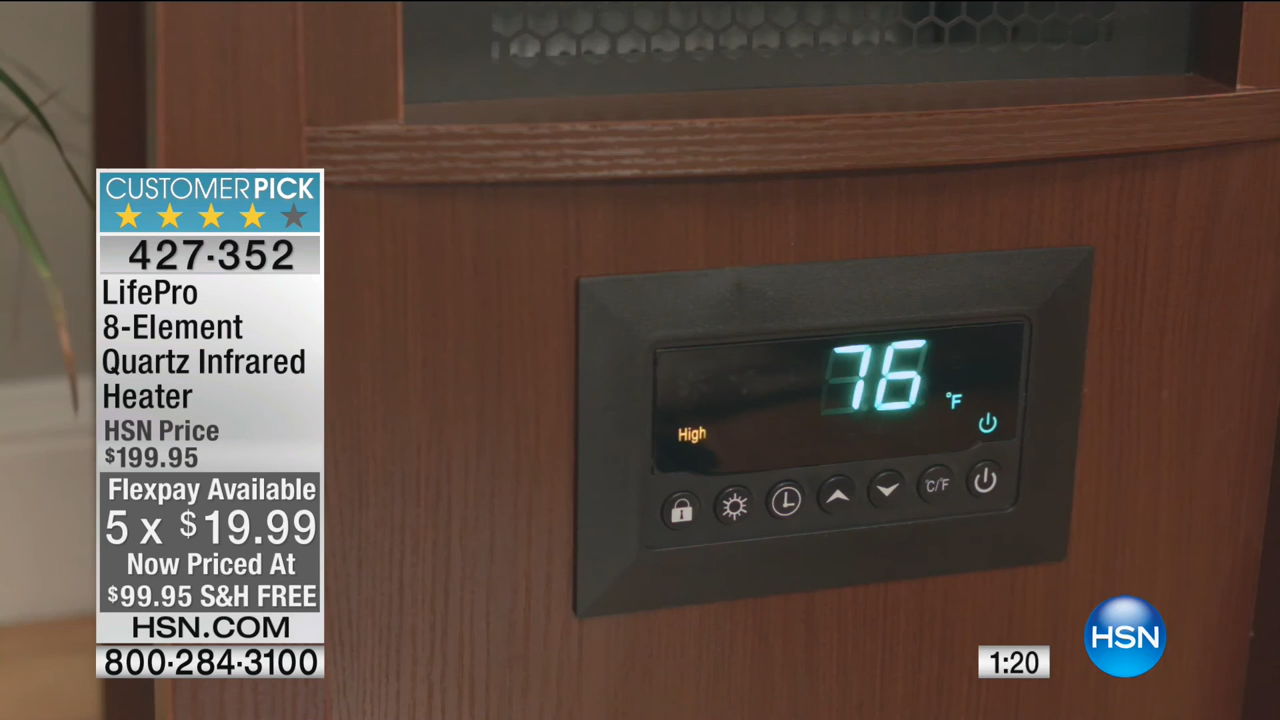 CUSTOMERPICK
427·352
LifePro
8-Element
Quartz Infrared
Heater
HSN Price
$199.95
Flexpay Available
5 x $19.99
Now Priced At
$99.95 S&H FREE
HSN.COM
800·284·3100
76
°F
High
°C/°F
1:20
HSN